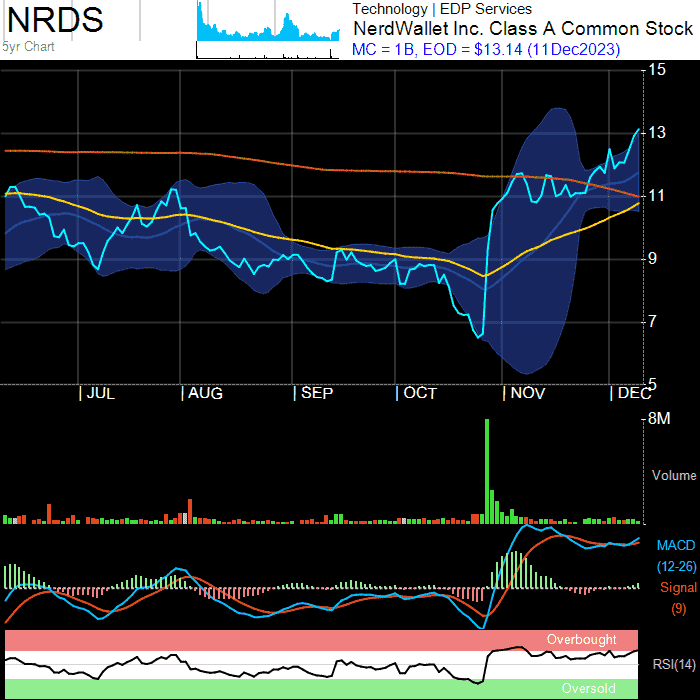 NRDS
5yr Chart
Technology | EDP Services
NerdWallet Inc. Class A Common Stock
MC = 1B, EOD = $13.14 (11Dec2023)
15
13
11
9
7
5
| JUL
| AUG
| SEP
| OCT
| NOV
| DEC
8M
Volume
MACD
(12-26)
Signal
(9)
Overbought
RSI(14)
Oversold